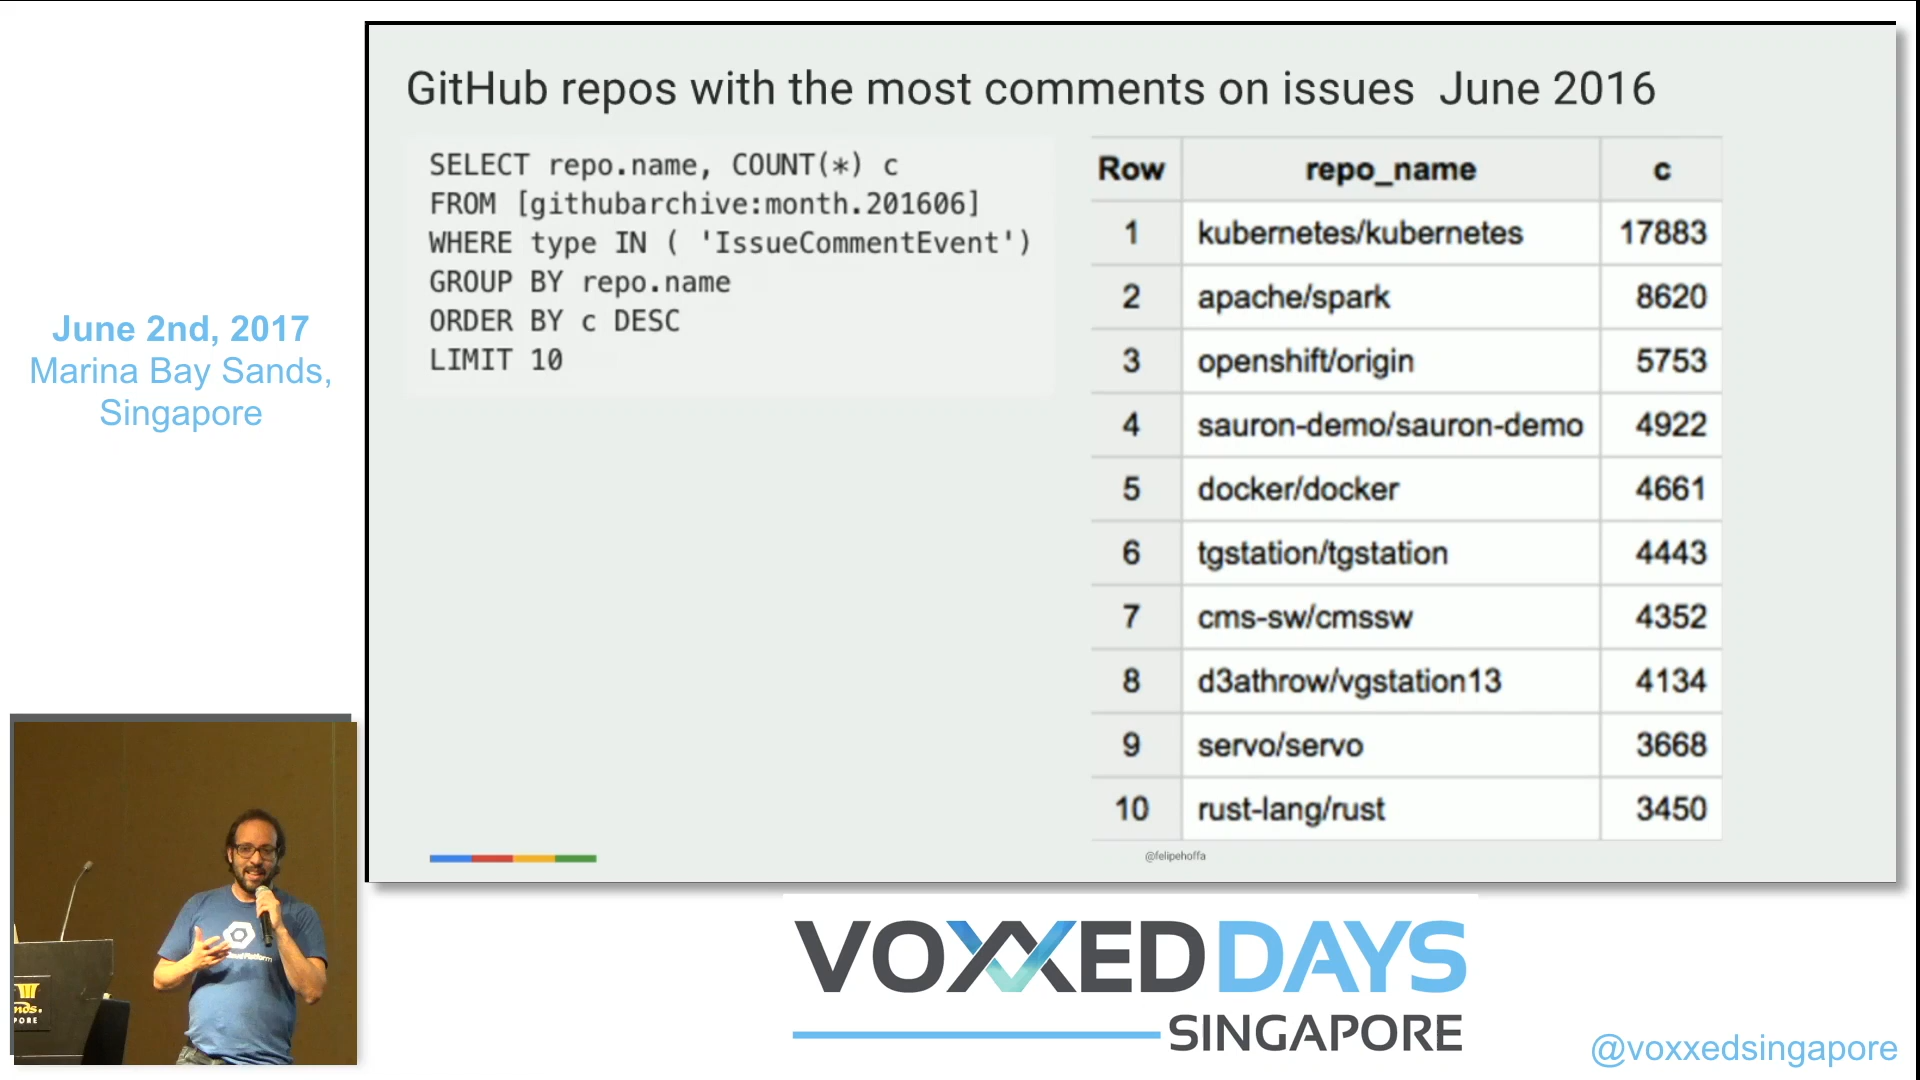 GitHub repos with the most comments on issues June 2016
SELECT repo.name, COUNT(*) c
FROM [githubarchive:month.201606]
WHERE type IN ( 'IssueCommentEvent')
GROUP BY repo.name
ORDER BY c DESC
LIMIT 10
Row repo_name c
1 kubernetes/kubernetes 17883
2 apache/spark 8620
3 openshift/origin 5753
4 sauron-demo/sauron-demo 4922
5 docker/docker 4661
6 tgstation/tgstation 4443
7 cms-sw/cmssw 4352
8 d3athrow/vgstation13 4134
9 servo/servo 3668
10 rust-lang/rust 3450
@felipehoffa
June 2nd, 2017
Marina Bay Sands,
Singapore
VOXXED DAYS
SINGAPORE
@voxxedsingapore